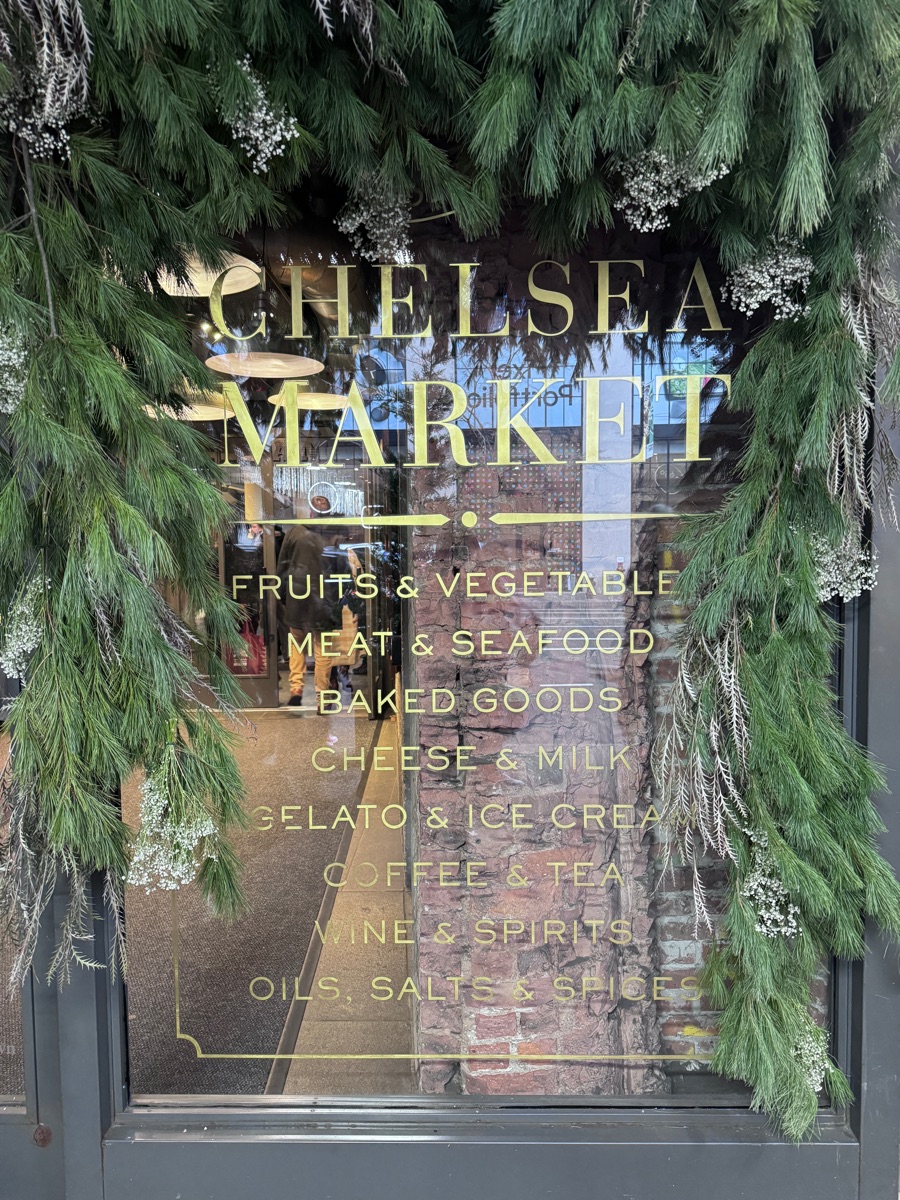 CHELSEA
MARKET
FRUITS & VEGETABLE
MEAT & SEAFOOD
BAKED GOODS
CHEESE & MILK
GELATO & ICE CREA
COFFEE & TEA
WINE & SPIRITS
OILS, SALTS & SPICES